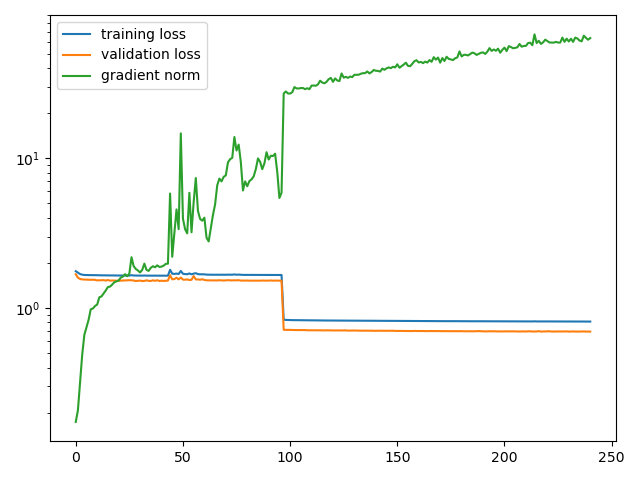 training loss
validation loss
gradient norm
10¹
10⁰
0 50 100 150 200 250